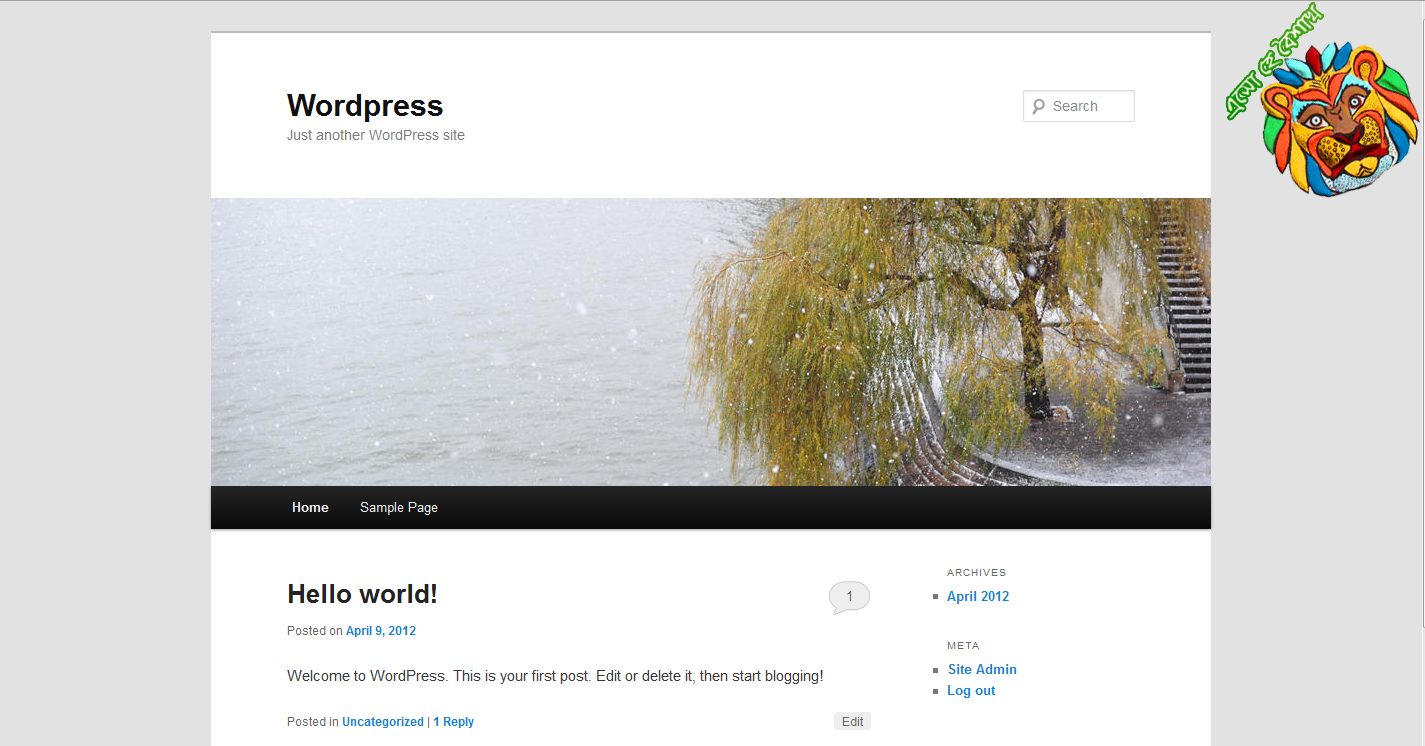 এসো হে বৈশাখ
Wordpress
Just another WordPress site
Search
Home
Sample Page
Hello world!
1
Posted on April 9, 2012
Welcome to WordPress. This is your first post. Edit or delete it, then start blogging!
Posted in Uncategorized | 1 Reply
Edit
ARCHIVES
April 2012
META
Site Admin
Log out